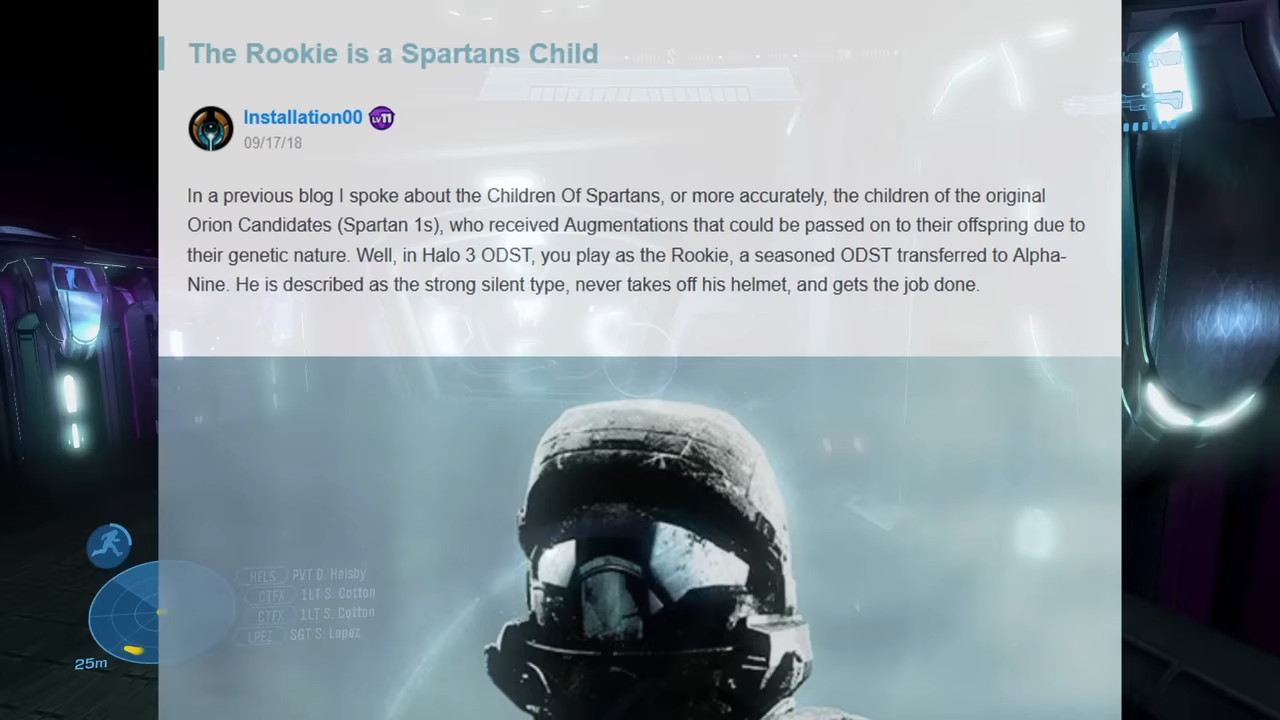 S
SW
The Rookie is a Spartans Child
Installation00 LV11
09/17/18
In a previous blog I spoke about the Children Of Spartans, or more accurately, the children of the original
Orion Candidates (Spartan 1s), who received Augmentations that could be passed on to their offspring due to
their genetic nature. Well, in Halo 3 ODST, you play as the Rookie, a seasoned ODST transferred to Alpha-
Nine. He is described as the strong silent type, never takes off his helmet, and gets the job done.
HELS PVT D. Helsby
CTFX 1LT S. Cotton
CTFX 1LT S. Cotton
LPEZ SGT S. Lopez
25m